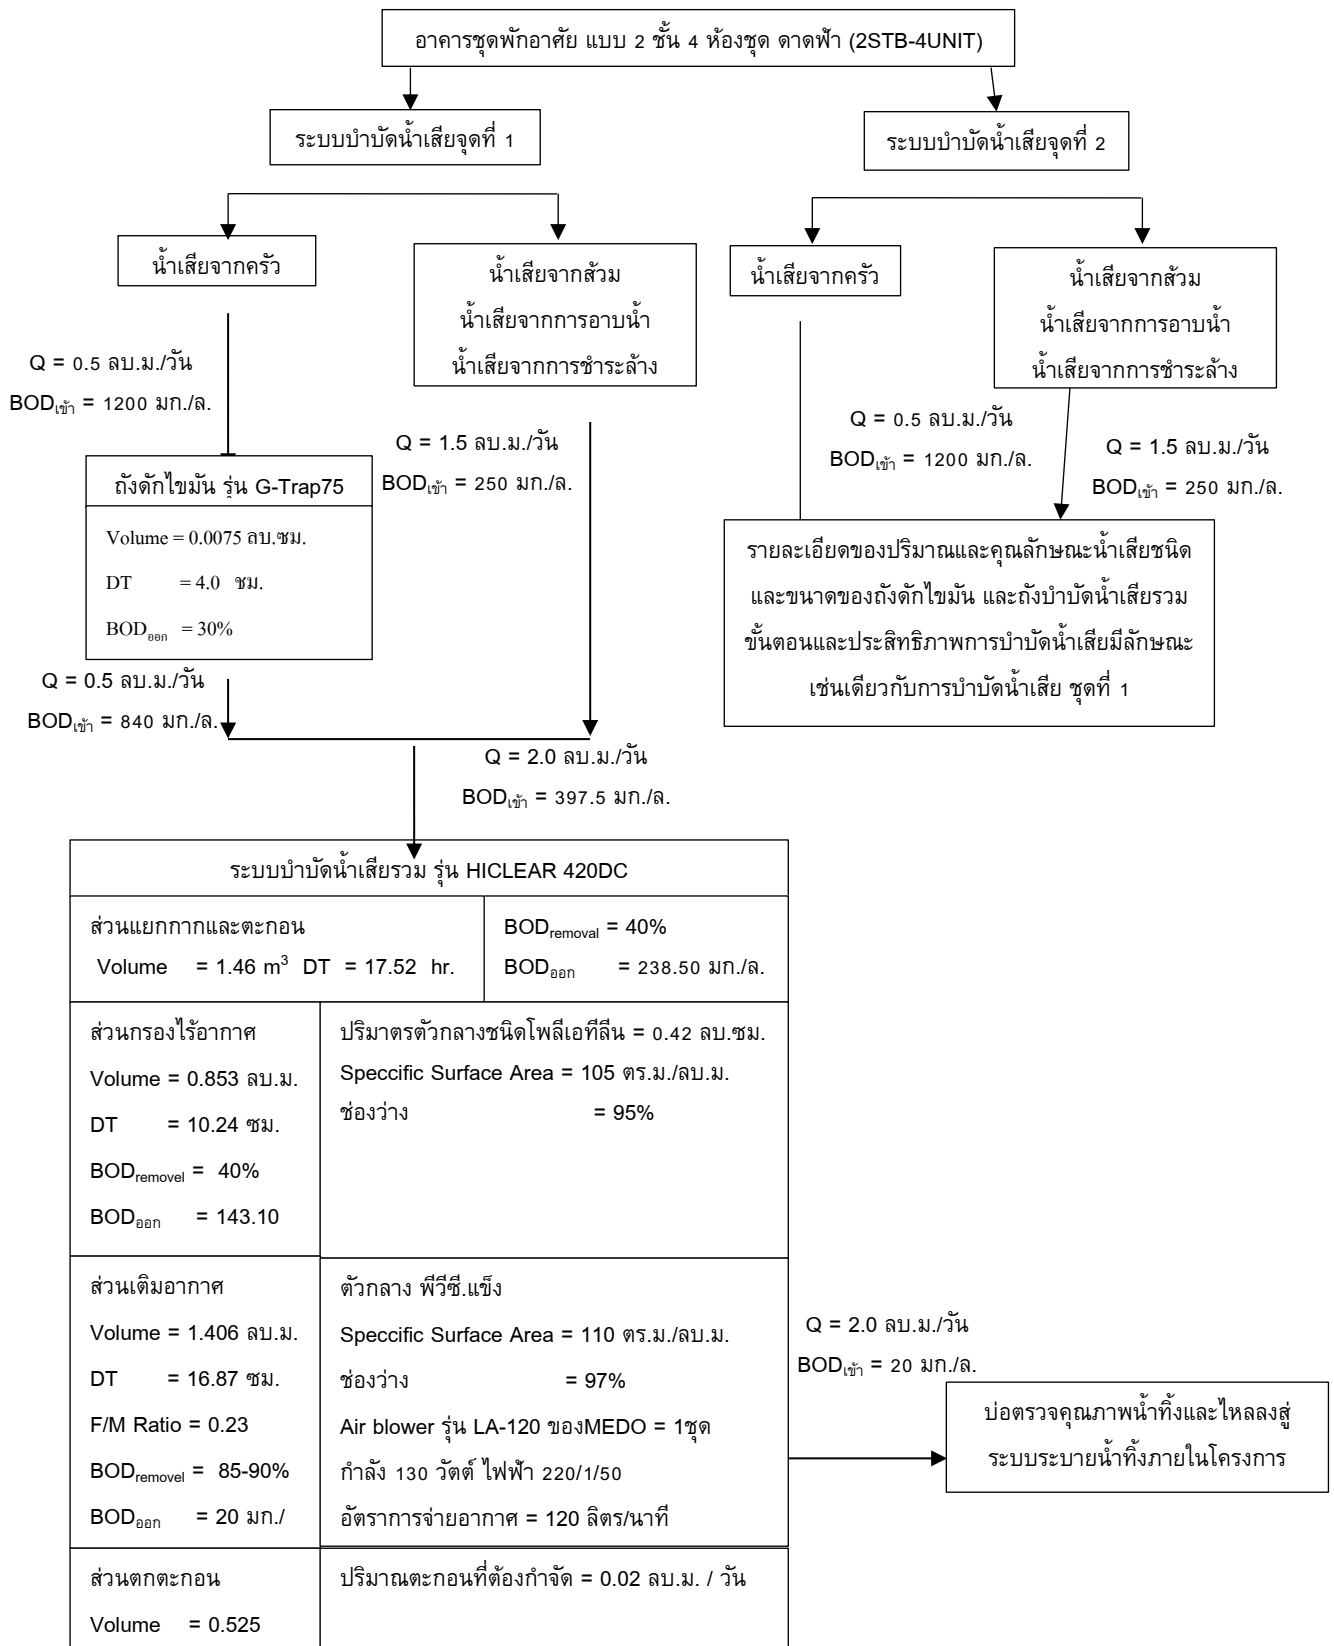 อาคารชุดพักอาศัย แบบ 2 ชั้น 4 ห้องชุด ดาดฟ้า (2STB-4UNIT)
ระบบบำบัดน้ำเสียจุดที่ 1
ระบบบำบัดน้ำเสียจุดที่ 2
น้ำเสียจากครัว
น้ำเสียจากส้วม
น้ำเสียจากการอาบน้ำ
น้ำเสียจากการชำระล้าง
น้ำเสียจากครัว
น้ำเสียจากส้วม
น้ำเสียจากการอาบน้ำ
น้ำเสียจากการชำระล้าง
Q = 0.5 ลบ.ม./วัน
BODเข้า = 1200 มก./ล.
Q = 1.5 ลบ.ม./วัน
BODเข้า = 250 มก./ล.
Q = 0.5 ลบ.ม./วัน
BODเข้า = 1200 มก./ล.
Q = 1.5 ลบ.ม./วัน
BODเข้า = 250 มก./ล.
ถังดักไขมัน รุ่น G-Trap75
Volume = 0.0075 ลบ.ซม.
DT = 4.0 ชม.
BODออก = 30%
รายละเอียดของปริมาณและคุณลักษณะน้ำเสียชนิด
และขนาดของถังดักไขมัน และถังบำบัดน้ำเสียรวม
ขั้นตอนและประสิทธิภาพการบำบัดน้ำเสียมีลักษณะ
เช่นเดียวกับการบำบัดน้ำเสีย ชุดที่ 1
Q = 0.5 ลบ.ม./วัน
BODเข้า = 840 มก./ล.
Q = 2.0 ลบ.ม./วัน
BODเข้า = 397.5 มก./ล.
ระบบบำบัดน้ำเสียรวม รุ่น HICLEAR 420DC
ส่วนแยกกากและตะกอน
Volume = 1.46 m³ DT = 17.52 hr.
BODremoval = 40%
BODออก = 238.50 มก./ล.
ส่วนกรองไร้อากาศ
Volume = 0.853 ลบ.ม.
DT = 10.24 ซม.
BODremovel = 40%
BODออก = 143.10
ปริมาตรตัวกลางชนิดโพลีเอทีลีน = 0.42 ลบ.ซม.
Speccific Surface Area = 105 ตร.ม./ลบ.ม.
ช่องว่าง = 95%
ส่วนเติมอากาศ
Volume = 1.406 ลบ.ม.
DT = 16.87 ซม.
F/M Ratio = 0.23
BODremovel = 85-90%
BODออก = 20 มก./
ตัวกลาง พีวีซี.แข็ง
Speccific Surface Area = 110 ตร.ม./ลบ.ม.
ช่องว่าง = 97%
Air blower รุ่น LA-120 ของMEDO = 1ชุด
กำลัง 130 วัตต์ ไฟฟ้า 220/1/50
อัตราการจ่ายอากาศ = 120 ลิตร/นาที
Q = 2.0 ลบ.ม./วัน
BODเข้า = 20 มก./ล.
บ่อตรวจคุณภาพน้ำทิ้งและไหลลงสู่
ระบบระบายน้ำทิ้งภายในโครงการ
ส่วนตกตะกอน
Volume = 0.525
ปริมาณตะกอนที่ต้องกำจัด = 0.02 ลบ.ม. / วัน